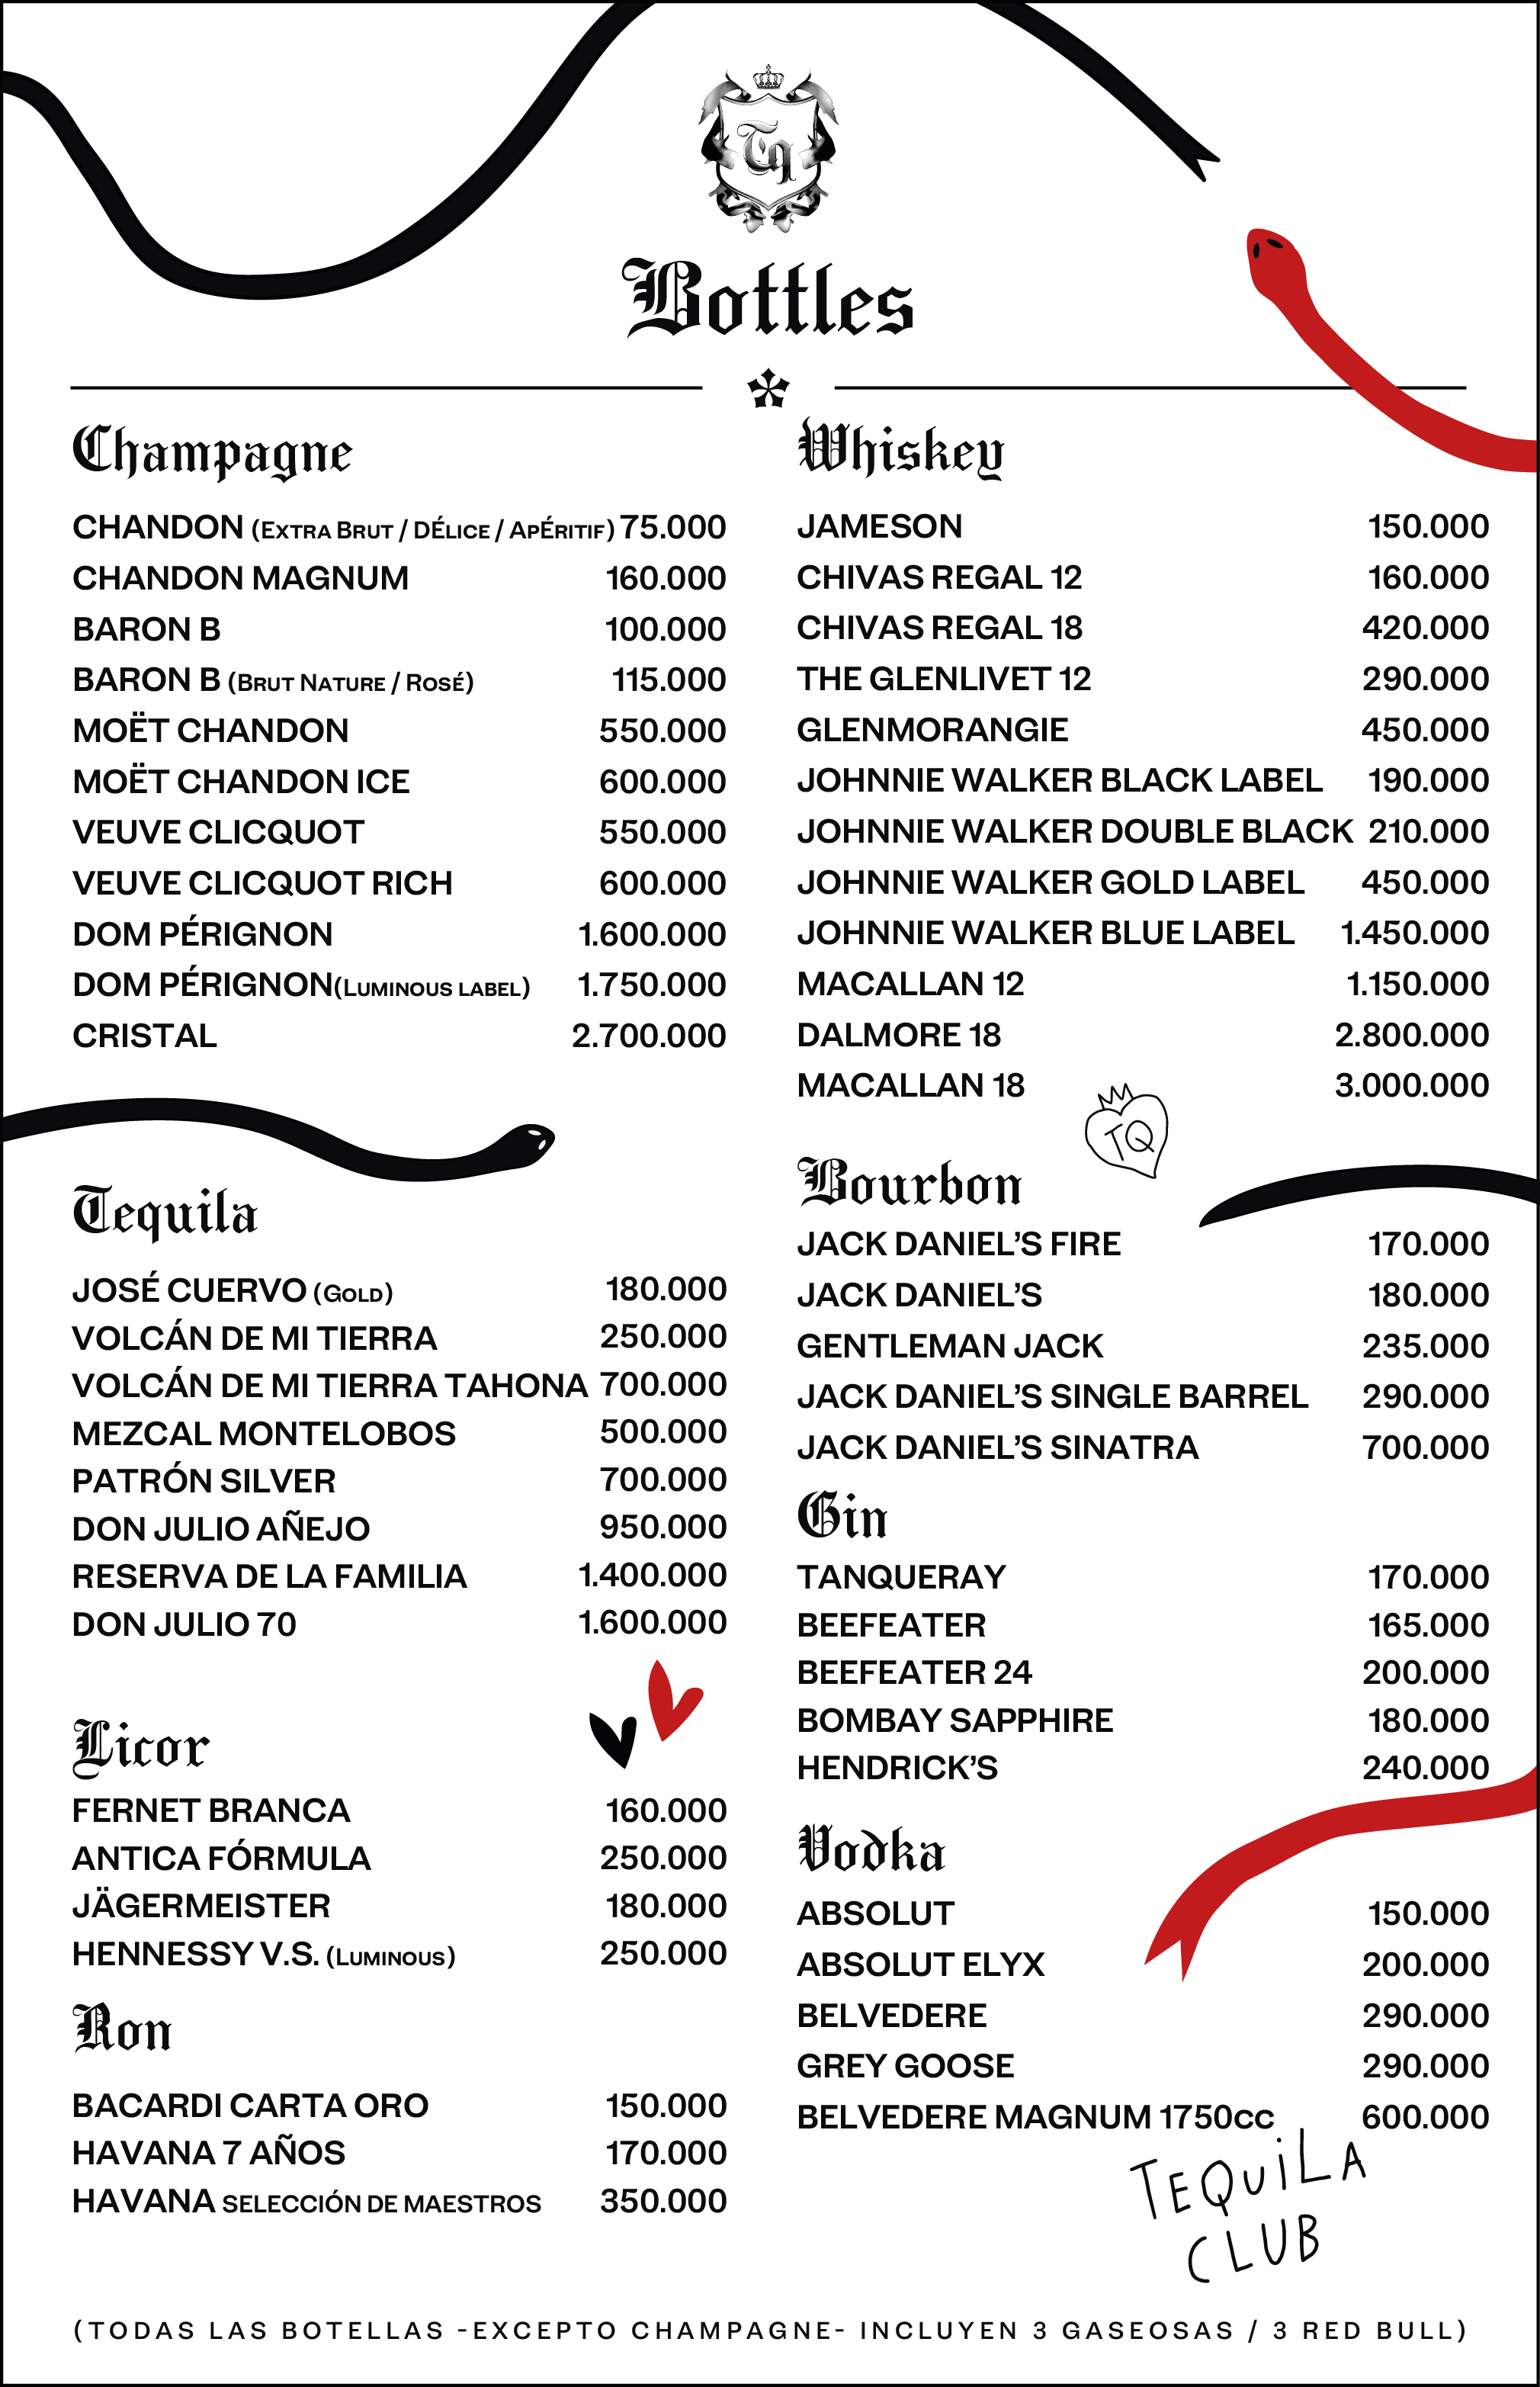 Tq
Bottles
Champagne
CHANDON (EXTRA BRUT / DÉLICE / APÉRITIF) 75.000
CHANDON MAGNUM 160.000
BARON B 100.000
BARON B (BRUT NATURE / ROSÉ) 115.000
MOËT CHANDON 550.000
MOËT CHANDON ICE 600.000
VEUVE CLICQUOT 550.000
VEUVE CLICQUOT RICH 600.000
DOM PÉRIGNON 1.600.000
DOM PÉRIGNON(LUMINOUS LABEL) 1.750.000
CRISTAL 2.700.000
Tequila
JOSÉ CUERVO (GOLD) 180.000
VOLCÁN DE MI TIERRA 250.000
VOLCÁN DE MI TIERRA TAHONA 700.000
MEZCAL MONTELOBOS 500.000
PATRÓN SILVER 700.000
DON JULIO AÑEJO 950.000
RESERVA DE LA FAMILIA 1.400.000
DON JULIO 70 1.600.000
Licor
FERNET BRANCA 160.000
ANTICA FÓRMULA 250.000
JÄGERMEISTER 180.000
HENNESSY V.S. (LUMINOUS) 250.000
Ron
BACARDI CARTA ORO 150.000
HAVANA 7 AÑOS 170.000
HAVANA SELECCIÓN DE MAESTROS 350.000
Whiskey
JAMESON 150.000
CHIVAS REGAL 12 160.000
CHIVAS REGAL 18 420.000
THE GLENLIVET 12 290.000
GLENMORANGIE 450.000
JOHNNIE WALKER BLACK LABEL 190.000
JOHNNIE WALKER DOUBLE BLACK 210.000
JOHNNIE WALKER GOLD LABEL 450.000
JOHNNIE WALKER BLUE LABEL 1.450.000
MACALLAN 12 1.150.000
DALMORE 18 2.800.000
MACALLAN 18 3.000.000
TQ
Bourbon
JACK DANIEL'S FIRE 170.000
JACK DANIEL'S 180.000
GENTLEMAN JACK 235.000
JACK DANIEL'S SINGLE BARREL 290.000
JACK DANIEL'S SINATRA 700.000
Gin
TANQUERAY 170.000
BEEFEATER 165.000
BEEFEATER 24 200.000
BOMBAY SAPPHIRE 180.000
HENDRICK'S 240.000
Vodka
ABSOLUT 150.000
ABSOLUT ELYX 200.000
BELVEDERE 290.000
GREY GOOSE 290.000
BELVEDERE MAGNUM 1750CC 600.000
TEQUiLA
CLUB
(TODAS LAS BOTELLAS -EXCEPTO CHAMPAGNE- INCLUYEN 3 GASEOSAS / 3 RED BULL)